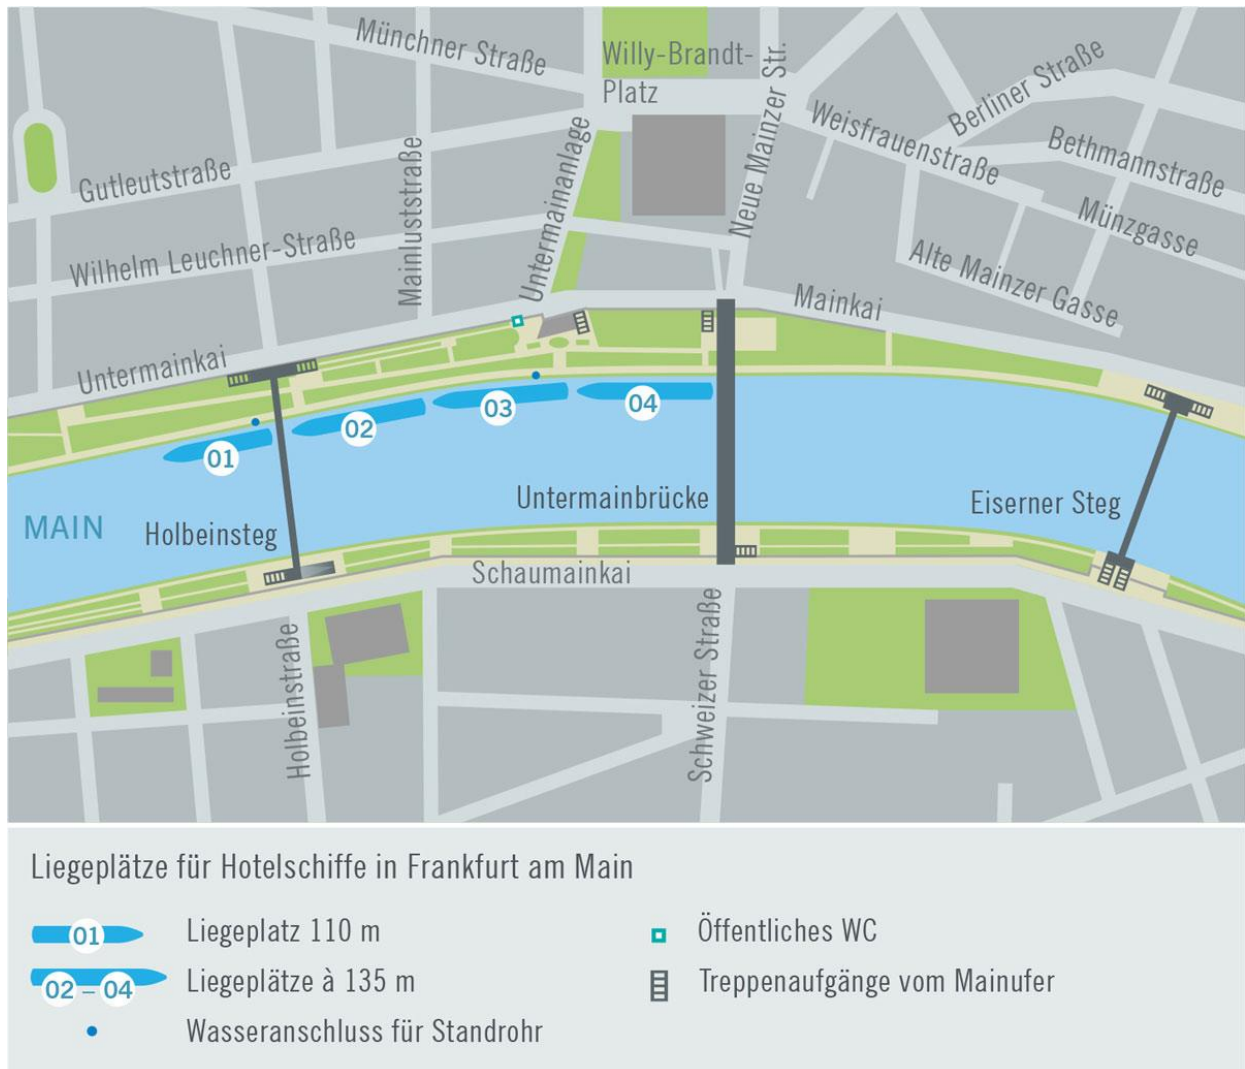 Münchner Straße
Willy-Brandt-
Platz
Neue Mainzer Str.
Berliner Straße
Weisfrauenstraße
Bethmannstraße
Gutleutstraße
Mainluststraße
Untermainanlage
Münzgasse
Wilhelm Leuchner-Straße
Alte Mainzer Gasse
Mainkai
Untermainkai
01
02
03
04
MAIN
Holbeinsteg
Untermainbrücke
Eiserner Steg
Schaumainkai
Holbeinstraße
Schweizer Straße
Liegeplätze für Hotelschiffe in Frankfurt am Main
01 Liegeplatz 110 m
02 – 04 Liegeplätze à 135 m
Wasseranschluss für Standrohr
Öffentliches WC
Treppenaufgänge vom Mainufer